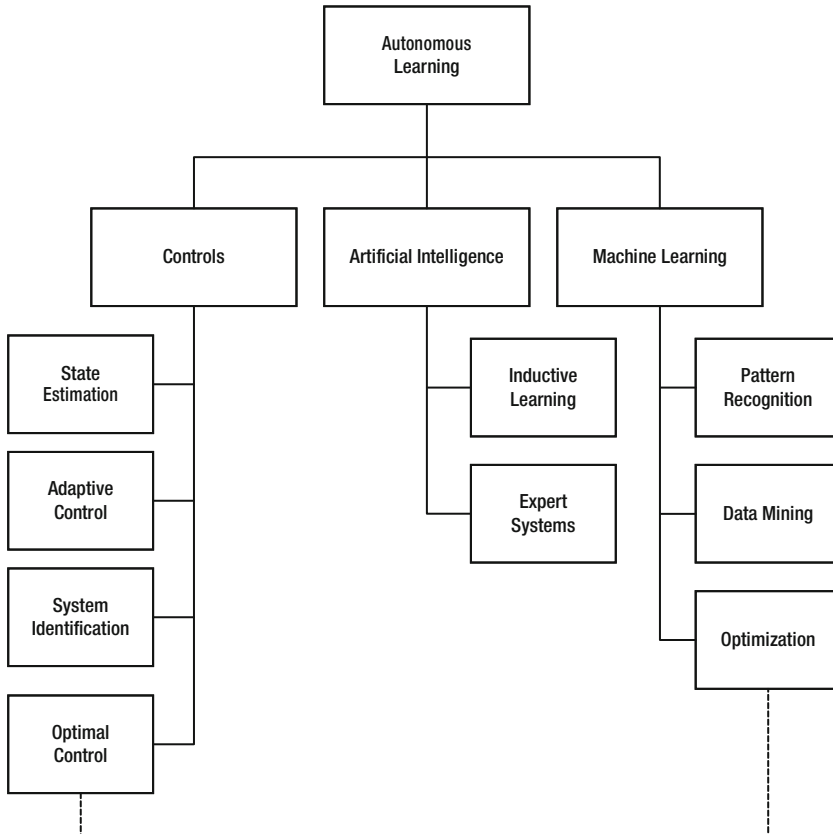 Autonomous
Learning
Controls
Artificial Intelligence
Machine Learning
State
Estimation
Adaptive
Control
System
Identification
Optimal
Control
Inductive
Learning
Expert
Systems
Pattern
Recognition
Data Mining
Optimization